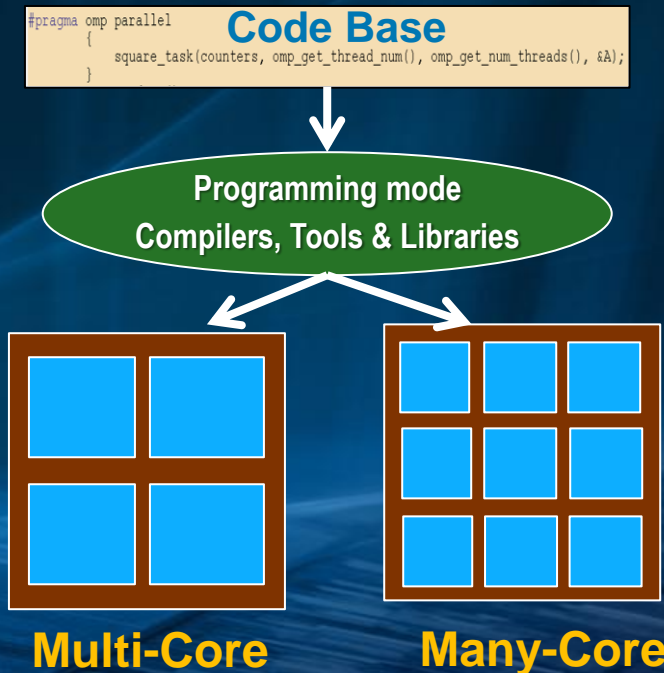 #pragma omp parallel
Code Base
{
square_task(counters, omp_get_thread_num(), omp_get_num_threads(), &A);
}
Programming mode
Compilers, Tools & Libraries
Multi-Core
Many-Core